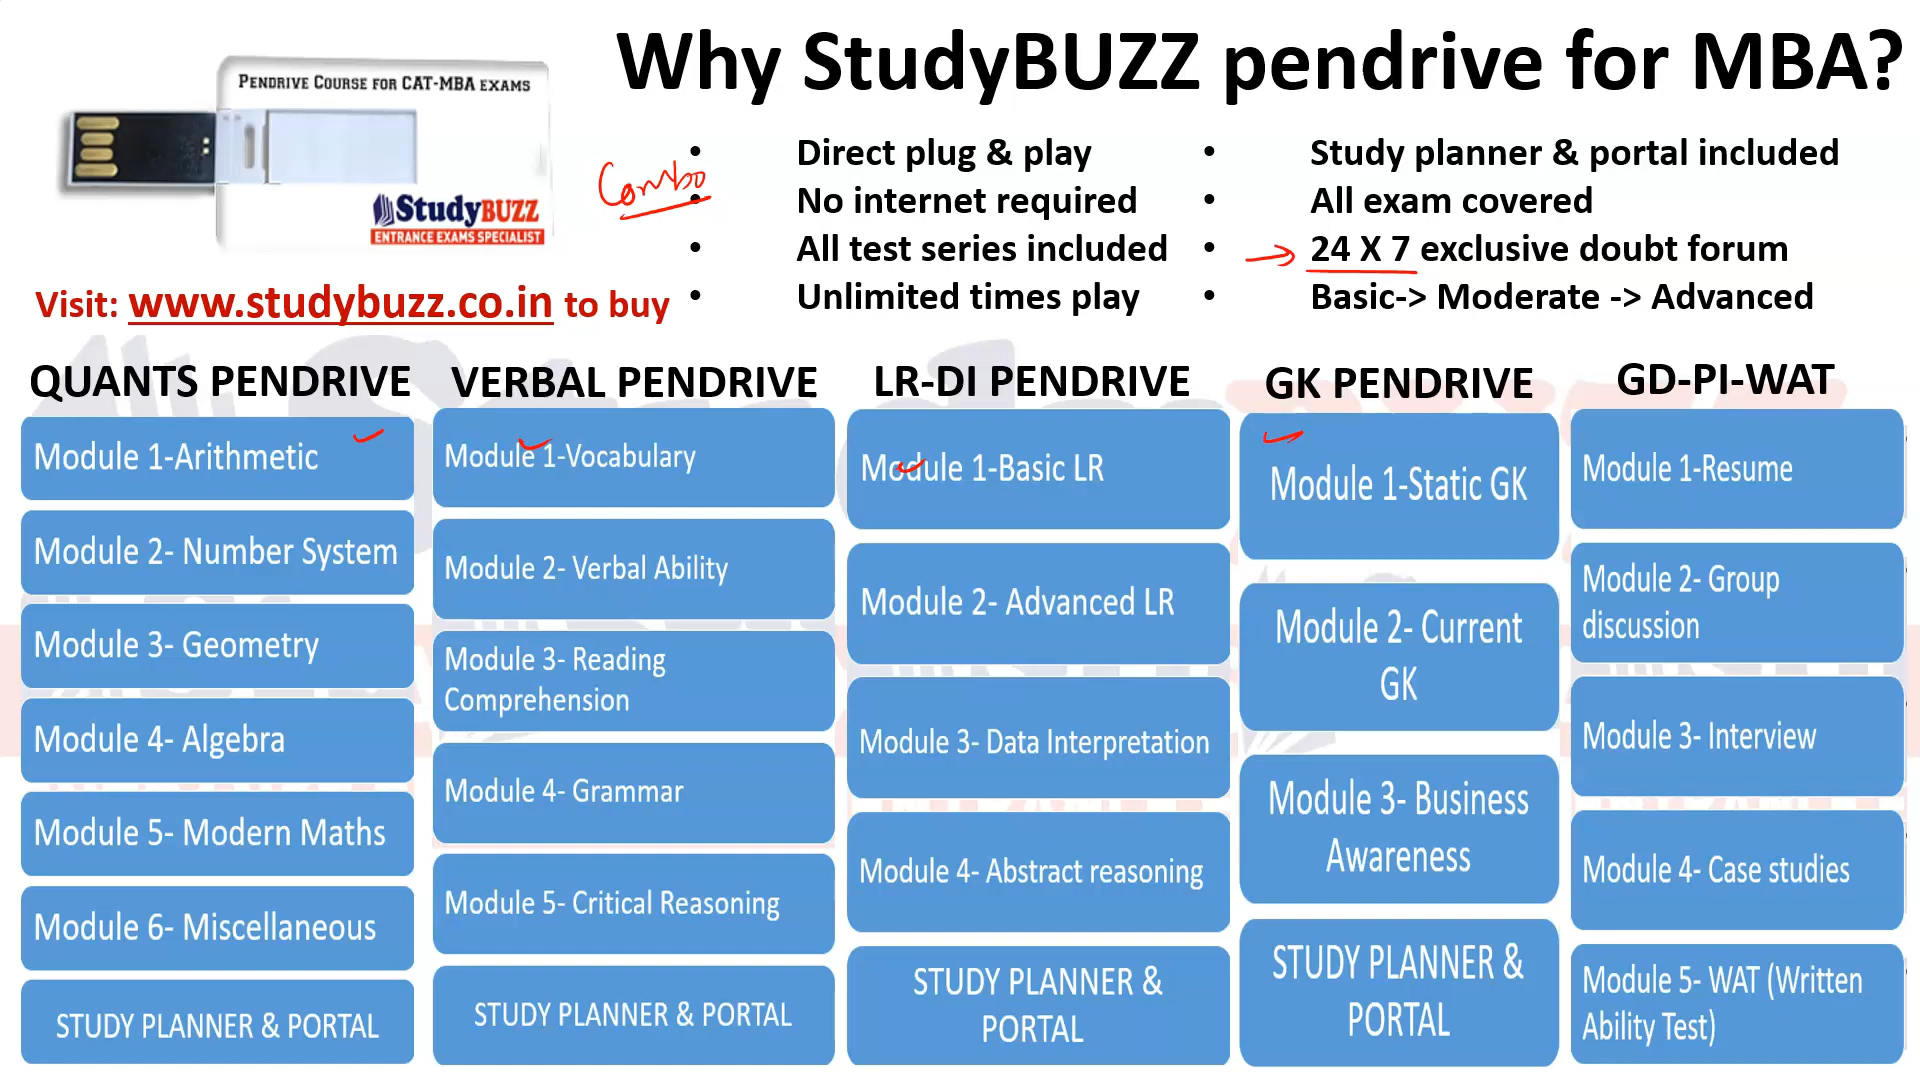 Why StudyBUZZ pendrive for MBA?
PENDRIVE COURSE FOR CAT-MBA EXAMS
StudyBUZZ
ENTRANCE EXAMS SPECIALIST
Visit: www.studybuzz.co.in to buy
Combo
• Direct plug & play
• No internet required
• All test series included
• Unlimited times play
• Study planner & portal included
• All exam covered
• 24 X 7 exclusive doubt forum
• Basic-> Moderate -> Advanced
QUANTS PENDRIVE
Module 1-Arithmetic
Module 2- Number System
Module 3- Geometry
Module 4- Algebra
Module 5- Modern Maths
Module 6- Miscellaneous
STUDY PLANNER & PORTAL
VERBAL PENDRIVE
Module 1-Vocabulary
Module 2- Verbal Ability
Module 3- Reading
Comprehension
Module 4- Grammar
Module 5- Critical Reasoning
STUDY PLANNER & PORTAL
LR-DI PENDRIVE
Module 1-Basic LR
Module 2- Advanced LR
Module 3- Data Interpretation
Module 4- Abstract reasoning
STUDY PLANNER &
PORTAL
GK PENDRIVE
Module 1-Static GK
Module 2- Current
GK
Module 3- Business
Awareness
STUDY PLANNER &
PORTAL
GD-PI-WAT
Module 1-Resume
Module 2- Group
discussion
Module 3- Interview
Module 4- Case studies
Module 5- WAT (Written
Ability Test)